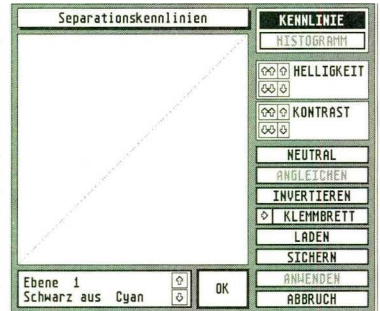 Separationskennlinien
KENNLINIE
HISTOGRAMM
HELLIGKEIT
KONTRAST
NEUTRAL
ANGLEICHEN
INVERTIEREN
KLEMMBRETT
LADEN
SICHERN
ANWENDEN
ABBRUCH
Ebene 1
Schwarz aus Cyan
OK